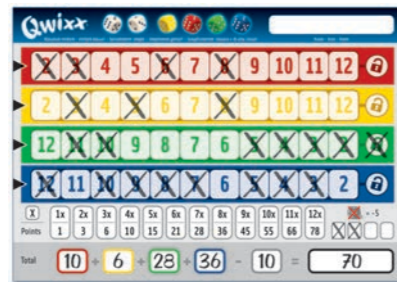 Qwixx
2 3 4 5 6 7 8 9 10 11 12
2 3 4 5 6 7 8 9 10 11 12
12 11 10 9 8 7 6 5 4 3 2
12 11 10 9 8 7 6 5 4 3 2
X 1x 2x 3x 4x 5x 6x 7x 8x 9x 10x 11x 12x = -5
Points 1 3 6 10 15 21 28 36 45 55 66 78
Total 10 + 6 + 28 + 36 - 10 = 70